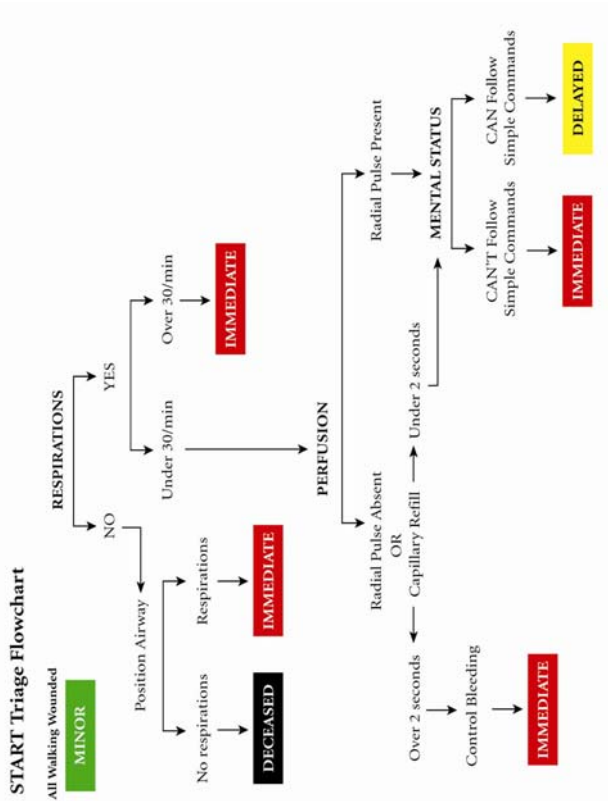 START Triage Flowchart
All Walking Wounded
MINOR
RESPIRATIONS
NO
YES
Position Airway
Under 30/min
Over 30/min
No respirations
Respirations
IMMEDIATE
DECEASED
IMMEDIATE
PERFUSION
Radial Pulse Absent
OR
Capillary Refill
Radial Pulse Present
Over 2 seconds
Under 2 seconds
MENTAL STATUS
Control Bleeding
CAN'T Follow
Simple Commands
CAN Follow
Simple Commands
IMMEDIATE
IMMEDIATE
DELAYED